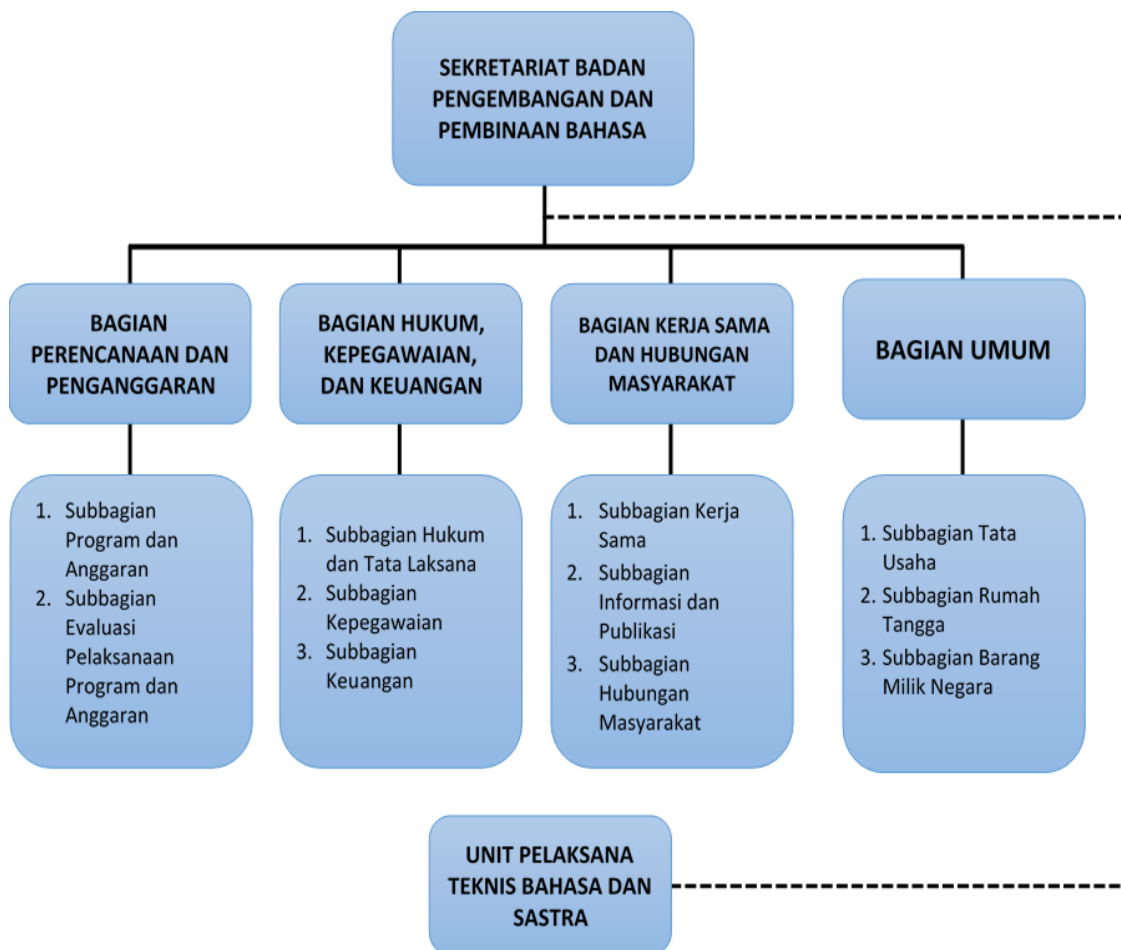 SEKRETARIAT BADAN
PENGEMBANGAN DAN
PEMBINAAN BAHASA
BAGIAN
PERENCANAAN DAN
PENGANGGARAN
BAGIAN HUKUM,
KEPEGAWAIAN,
DAN KEUANGAN
BAGIAN KERJA SAMA
DAN HUBUNGAN
MASYARAKAT
BAGIAN UMUM
1. Subbagian
Program dan
Anggaran
2. Subbagian
Evaluasi
Pelaksanaan
Program dan
Anggaran
1. Subbagian Hukum
dan Tata Laksana
2. Subbagian
Kepegawaian
3. Subbagian
Keuangan
1. Subbagian Kerja
Sama
2. Subbagian
Informasi dan
Publikasi
3. Subbagian
Hubungan
Masyarakat
1. Subbagian Tata
Usaha
2. Subbagian Rumah
Tangga
3. Subbagian Barang
Milik Negara
UNIT PELAKSANA
TEKNIS BAHASA DAN
SASTRA